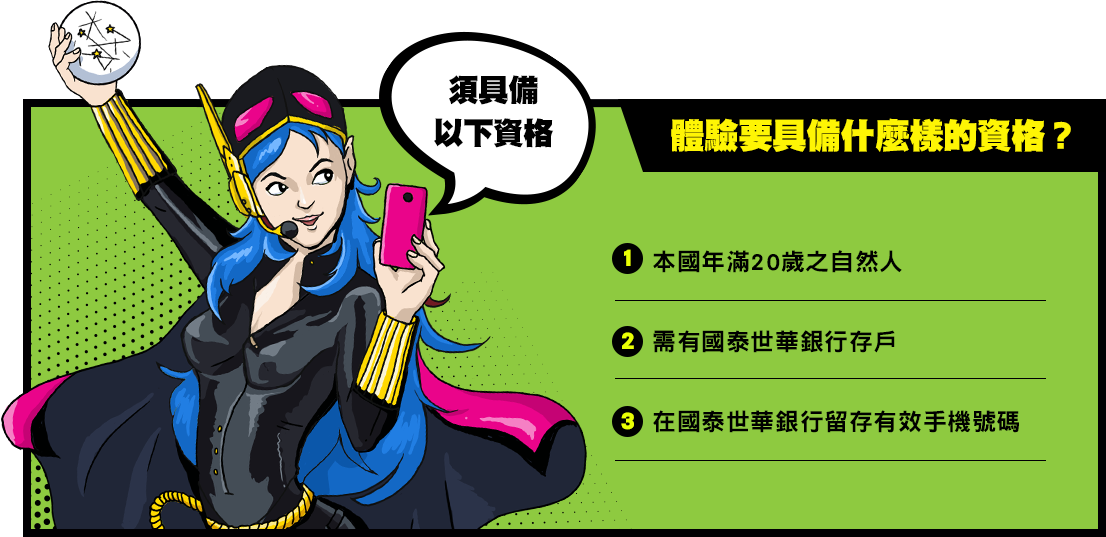 須具備
以下資格
體驗要具備什麼樣的資格？
1 本國年滿20歲之自然人
2 需有國泰世華銀行存戶
3 在國泰世華銀行留存有效手機號碼